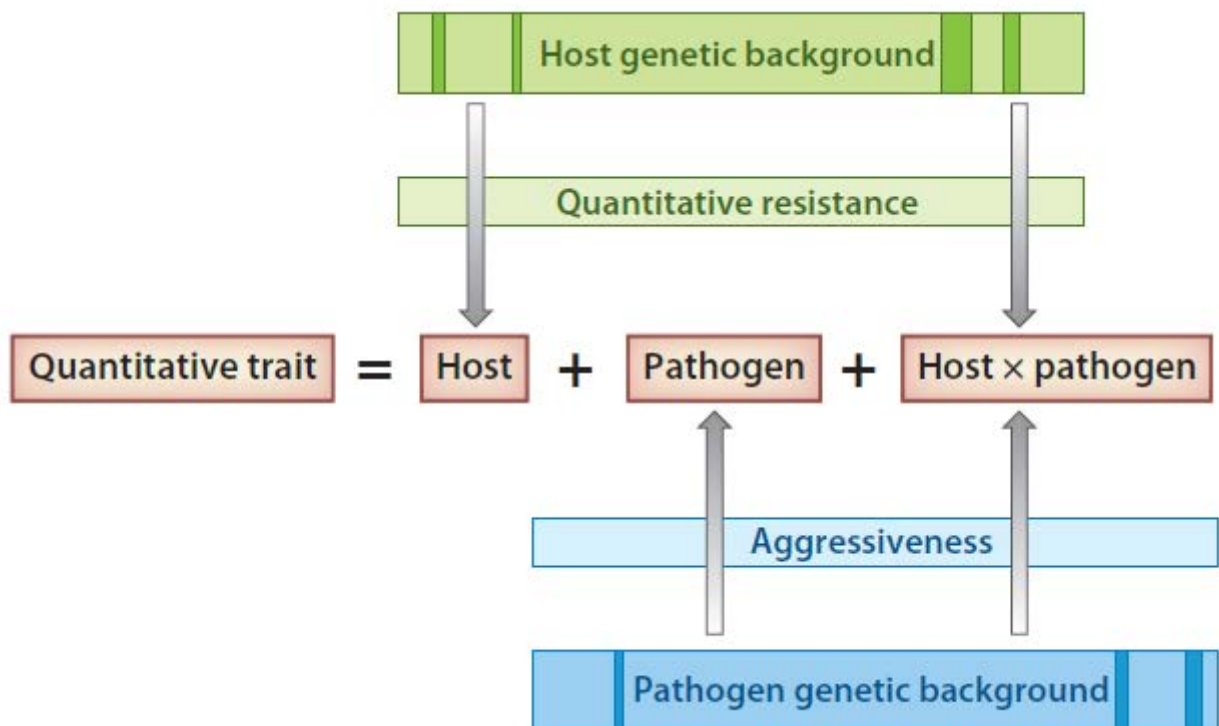 Host genetic background
Quantitative resistance
Quantitative trait = Host + Pathogen + Host × pathogen
Aggressiveness
Pathogen genetic background